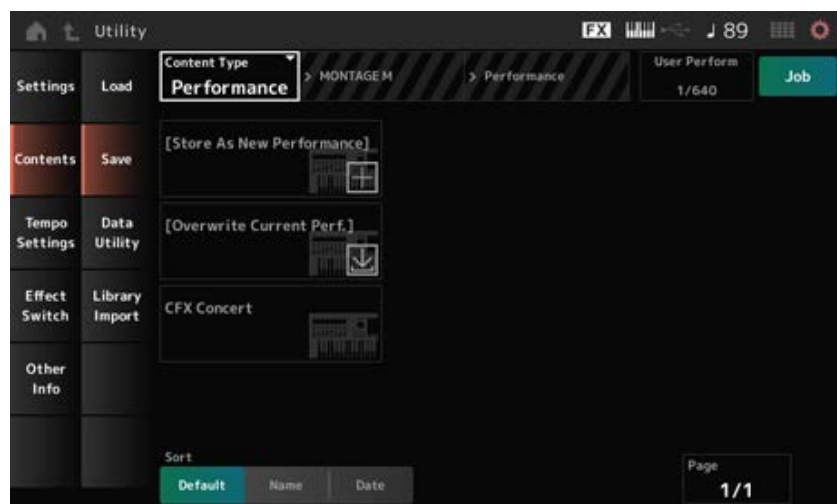 Utility
FX
♩ 89
Settings
Load
Content Type
Performance
> MONTAGE M
> Performance
User Perform
1/640
Job
Contents
Save
[Store As New Performance]
Tempo
Settings
Data
Utility
[Overwrite Current Perf.]
Effect
Switch
Library
Import
CFX Concert
Other
Info
Sort
Default
Name
Date
Page
1/1